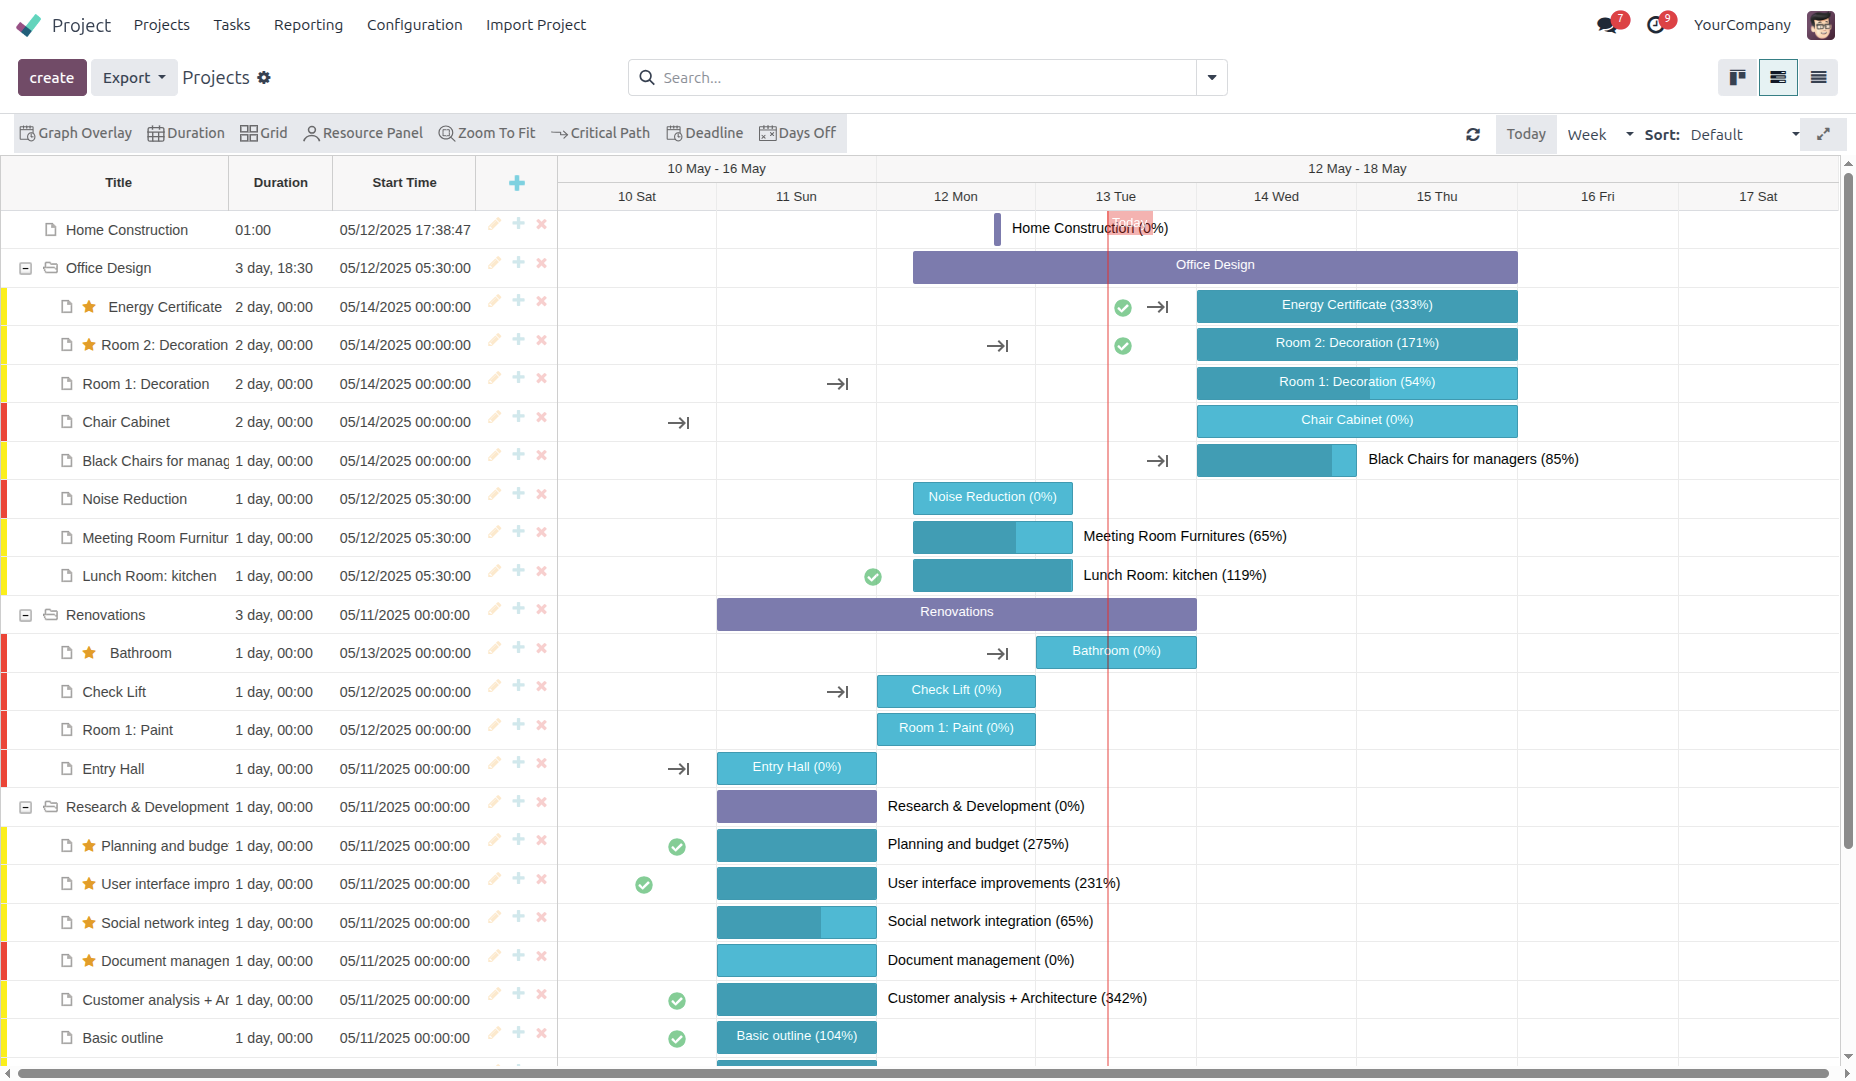 Project Projects Tasks Reporting Configuration Import Project 7 9 YourCompany
create Export Projects Search...
Graph Overlay Duration Grid Resource Panel Zoom To Fit Critical Path Deadline Days Off Today Week Sort: Default
Title Duration Start Time 10 May - 16 May 12 May - 18 May
10 Sat 11 Sun 12 Mon 13 Tue 14 Wed 15 Thu 16 Fri 17 Sat
Today
Home Construction 01:00 05/12/2025 17:38:47 Home Construction (0%)
Office Design 3 day, 18:30 05/12/2025 05:30:00 Office Design
Energy Certificate 2 day, 00:00 05/14/2025 00:00:00 Energy Certificate (333%)
Room 2: Decoration 2 day, 00:00 05/14/2025 00:00:00 Room 2: Decoration (171%)
Room 1: Decoration 2 day, 00:00 05/14/2025 00:00:00 Room 1: Decoration (54%)
Chair Cabinet 2 day, 00:00 05/14/2025 00:00:00 Chair Cabinet (0%)
Black Chairs for manag 1 day, 00:00 05/14/2025 00:00:00 Black Chairs for managers (85%)
Noise Reduction 1 day, 00:00 05/12/2025 05:30:00 Noise Reduction (0%)
Meeting Room Furnitur 1 day, 00:00 05/12/2025 05:30:00 Meeting Room Furnitures (65%)
Lunch Room: kitchen 1 day, 00:00 05/12/2025 05:30:00 Lunch Room: kitchen (119%)
Renovations 3 day, 00:00 05/11/2025 00:00:00 Renovations
Bathroom 1 day, 00:00 05/13/2025 00:00:00 Bathroom (0%)
Check Lift 1 day, 00:00 05/12/2025 00:00:00 Check Lift (0%)
Room 1: Paint 1 day, 00:00 05/12/2025 00:00:00 Room 1: Paint (0%)
Entry Hall 1 day, 00:00 05/11/2025 00:00:00 Entry Hall (0%)
Research & Development 1 day, 00:00 05/11/2025 00:00:00 Research & Development (0%)
Planning and budge 1 day, 00:00 05/11/2025 00:00:00 Planning and budget (275%)
User interface impro 1 day, 00:00 05/11/2025 00:00:00 User interface improvements (231%)
Social network integ 1 day, 00:00 05/11/2025 00:00:00 Social network integration (65%)
Document managem 1 day, 00:00 05/11/2025 00:00:00 Document management (0%)
Customer analysis + Ar 1 day, 00:00 05/11/2025 00:00:00 Customer analysis + Architecture (342%)
Basic outline 1 day, 00:00 05/11/2025 00:00:00 Basic outline (104%)